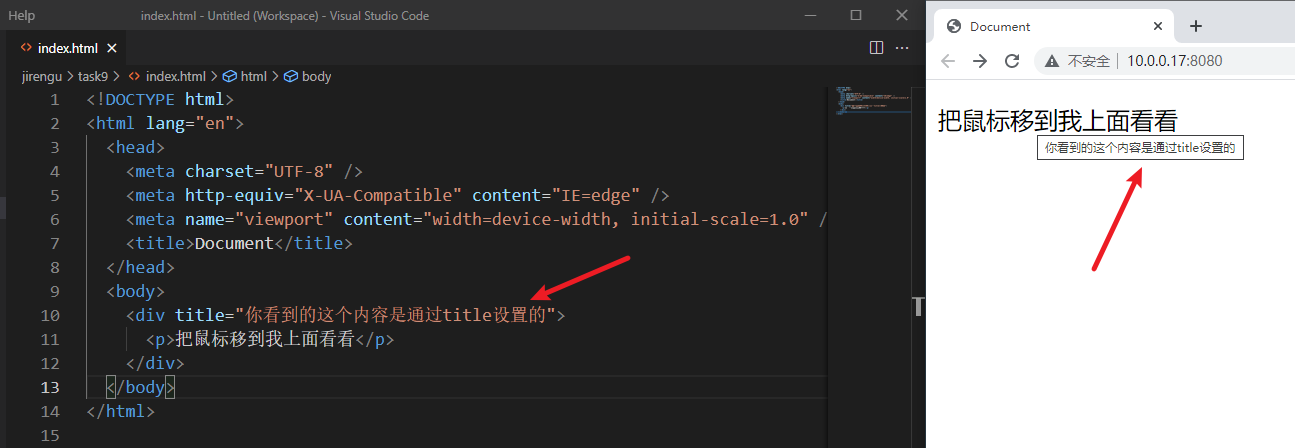 Help index.html - Untitled (Workspace) - Visual Studio Code
index.html
jirengu > task9 > index.html > html > body
1 <!DOCTYPE html>
2 <html lang="en">
3 <head>
4 <meta charset="UTF-8" />
5 <meta http-equiv="X-UA-Compatible" content="IE=edge" />
6 <meta name="viewport" content="width=device-width, initial-scale=1.0" /
7 <title>Document</title>
8 </head>
9 <body>
10 <div title="你看到的这个内容是通过title设置的">
11 <p>把鼠标移到我上面看看</p>
12 </div>
13 </body>
14 </html>
15
T
Document
不安全 10.0.0.17:8080
把鼠标移到我上面看看
你看到的这个内容是通过title设置的